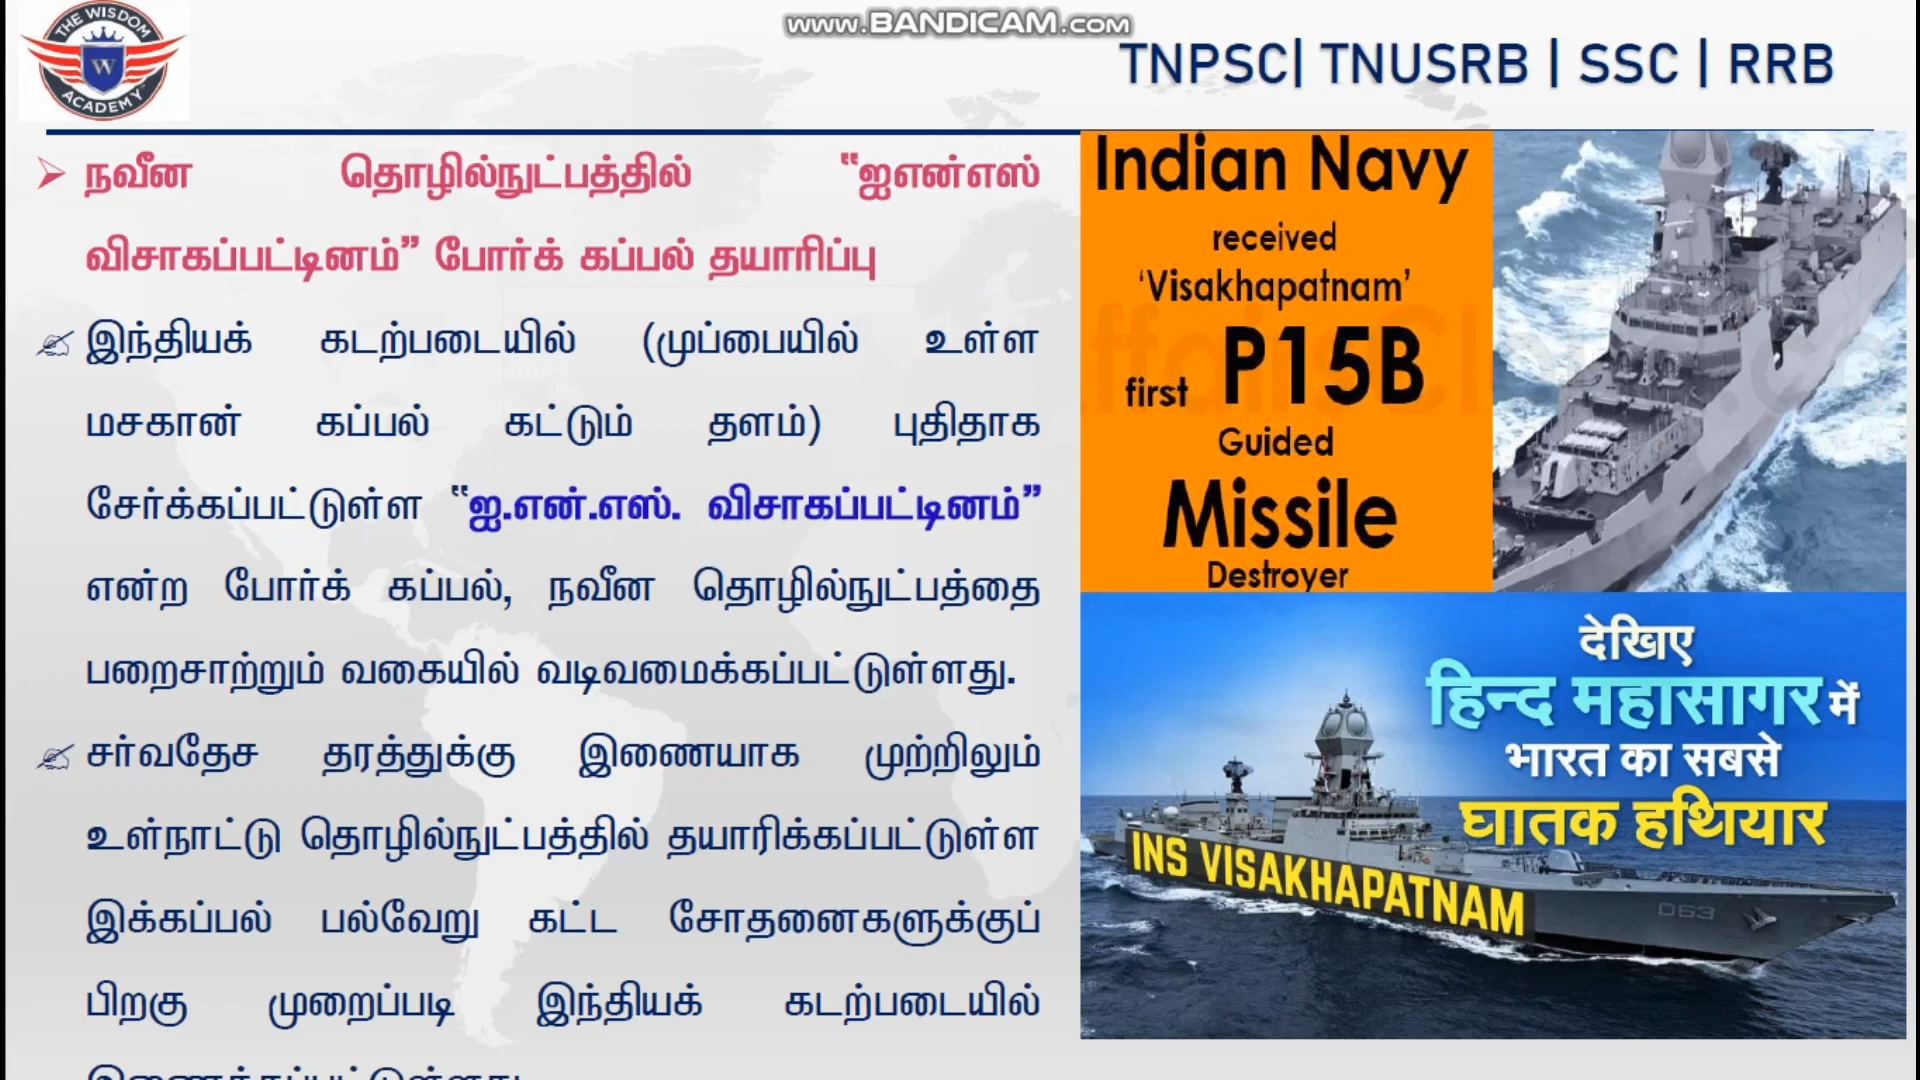 THE WISDOM
W
ACADEMY
www.BANDICAM.com
TNPSC| TNUSRB | SSC | RRB
நவீன தொழில்நுட்பத்தில் “ஐஎன்எஸ்
விசாகப்பட்டினம்” போர்க் கப்பல் தயாரிப்பு
இந்தியக் கடற்படையில் (மும்பையில் உள்ள
மசகான் கப்பல் கட்டும் தளம்) புதிதாக
சேர்க்கப்பட்டுள்ள “ஐ.என்.எஸ். விசாகப்பட்டினம்”
என்ற போர்க் கப்பல், நவீன தொழில்நுட்பத்தை
பறைசாற்றும் வகையில் வடிவமைக்கப்பட்டுள்ளது.
சர்வதேச தரத்துக்கு இணையாக முற்றிலும்
உள்நாட்டு தொழில்நுட்பத்தில் தயாரிக்கப்பட்டுள்ள
இக்கப்பல் பல்வேறு கட்ட சோதனைகளுக்குப்
பிறகு முறைப்படி இந்தியக் கடற்படையில்
Indian Navy
received
‘Visakhapatnam’
first P15B
Guided
Missile
Destroyer
देखिए
हिन्द महासागर में
भारत का सबसे
घातक हथियार
INS VISAKHAPATNAM
D63